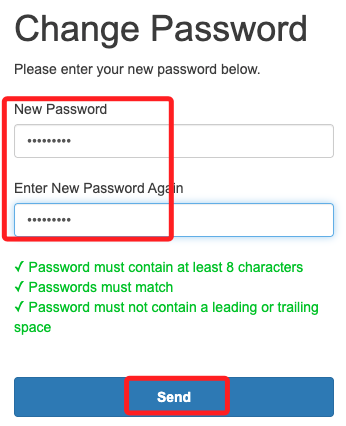 Change Password
Please enter your new password below.
New Password
•••••••••
Enter New Password Again
•••••••••
✓ Password must contain at least 8 characters
✓ Passwords must match
✓ Password must not contain a leading or trailing
space
Send